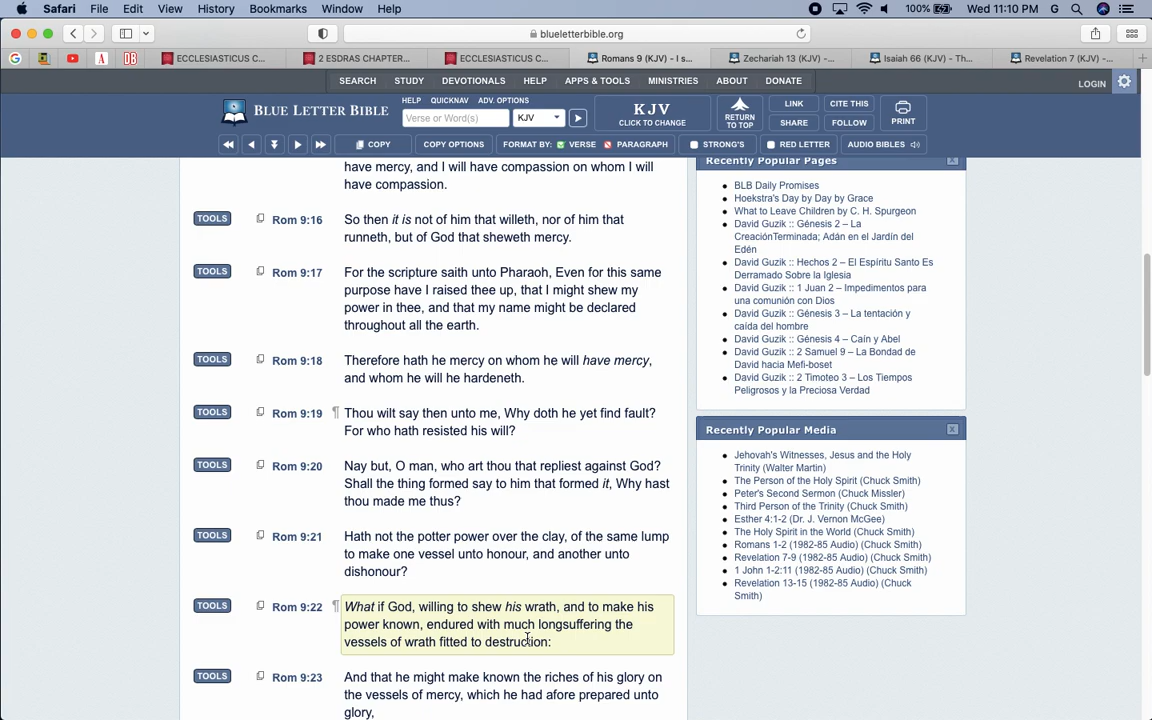 Safari File Edit View History Bookmarks Window Help 100% Wed 11:10 PM G
blueletterbible.org
ECCLESIASTICUS C... 2 ESDRAS CHAPTER... ECCLESIASTICUS C... Romans 9 (KJV) - I s... Zechariah 13 (KJV) -... Isaiah 66 (KJV) - Th... Revelation 7 (KJV) -...
SEARCH STUDY DEVOTIONALS HELP APPS & TOOLS MINISTRIES ABOUT DONATE LOGIN
BLUE LETTER BIBLE
HELP QUICKNAV ADV. OPTIONS
Verse or Word(s) KJV
KJV
CLICK TO CHANGE
RETURN
TO TOP
LINK CITE THIS
SHARE FOLLOW
PRINT
COPY COPY OPTIONS FORMAT BY: VERSE PARAGRAPH STRONG'S RED LETTER AUDIO BIBLES
have mercy, and I will have compassion on whom I will
have compassion.
TOOLS Rom 9:16 So then it is not of him that willeth, nor of him that
runneth, but of God that sheweth mercy.
TOOLS Rom 9:17 For the scripture saith unto Pharaoh, Even for this same
purpose have I raised thee up, that I might shew my
power in thee, and that my name might be declared
throughout all the earth.
TOOLS Rom 9:18 Therefore hath he mercy on whom he will have mercy,
and whom he will he hardeneth.
TOOLS Rom 9:19 ¶ Thou wilt say then unto me, Why doth he yet find fault?
For who hath resisted his will?
TOOLS Rom 9:20 Nay but, O man, who art thou that repliest against God?
Shall the thing formed say to him that formed it, Why hast
thou made me thus?
TOOLS Rom 9:21 Hath not the potter power over the clay, of the same lump
to make one vessel unto honour, and another unto
dishonour?
TOOLS Rom 9:22 ¶ What if God, willing to shew his wrath, and to make his
power known, endured with much longsuffering the
vessels of wrath fitted to destruction:
TOOLS Rom 9:23 And that he might make known the riches of his glory on
the vessels of mercy, which he had afore prepared unto
glory,
Recently Popular Pages
BLB Daily Promises
Hoekstra's Day by Day by Grace
What to Leave Children by C. H. Spurgeon
David Guzik :: Génesis 2 – La
CreaciónTerminada; Adán en el Jardín del
Edén
David Guzik :: Hechos 2 – El Espíritu Santo Es
Derramado Sobre la Iglesia
David Guzik :: 1 Juan 2 – Impedimentos para
una comunión con Dios
David Guzik :: Génesis 3 – La tentación y
caída del hombre
David Guzik :: Génesis 4 – Caín y Abel
David Guzik :: 2 Samuel 9 – La Bondad de
David hacia Mefi-boset
David Guzik :: 2 Timoteo 3 – Los Tiempos
Peligrosos y la Preciosa Verdad
Recently Popular Media
Jehovah's Witnesses, Jesus and the Holy
Trinity (Walter Martin)
The Person of the Holy Spirit (Chuck Smith)
Peter's Second Sermon (Chuck Missler)
Third Person of the Trinity (Chuck Smith)
Esther 4:1-2 (Dr. J. Vernon McGee)
The Holy Spirit in the World (Chuck Smith)
Romans 1-2 (1982-85 Audio) (Chuck Smith)
Revelation 7-9 (1982-85 Audio) (Chuck Smith)
1 John 1-2:11 (1982-85 Audio) (Chuck Smith)
Revelation 13-15 (1982-85 Audio) (Chuck
Smith)